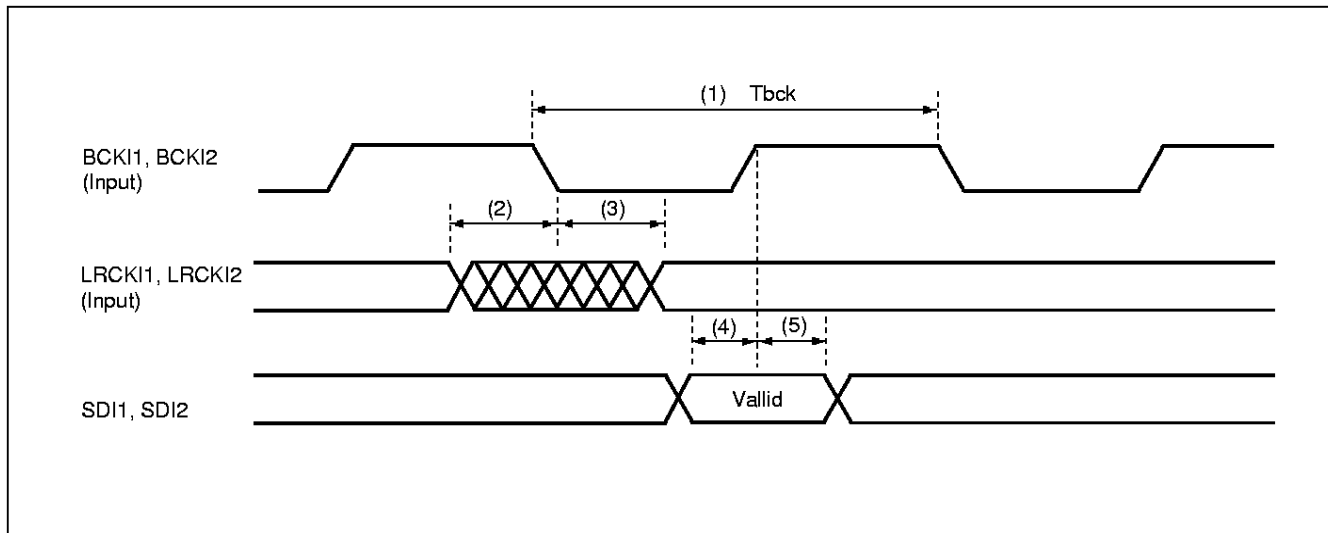 (1) Tbck
BCKI1, BCKI2
(Input)
(2)
(3)
LRCKI1, LRCKI2
(Input)
(4)
(5)
SDI1, SDI2
Vallid